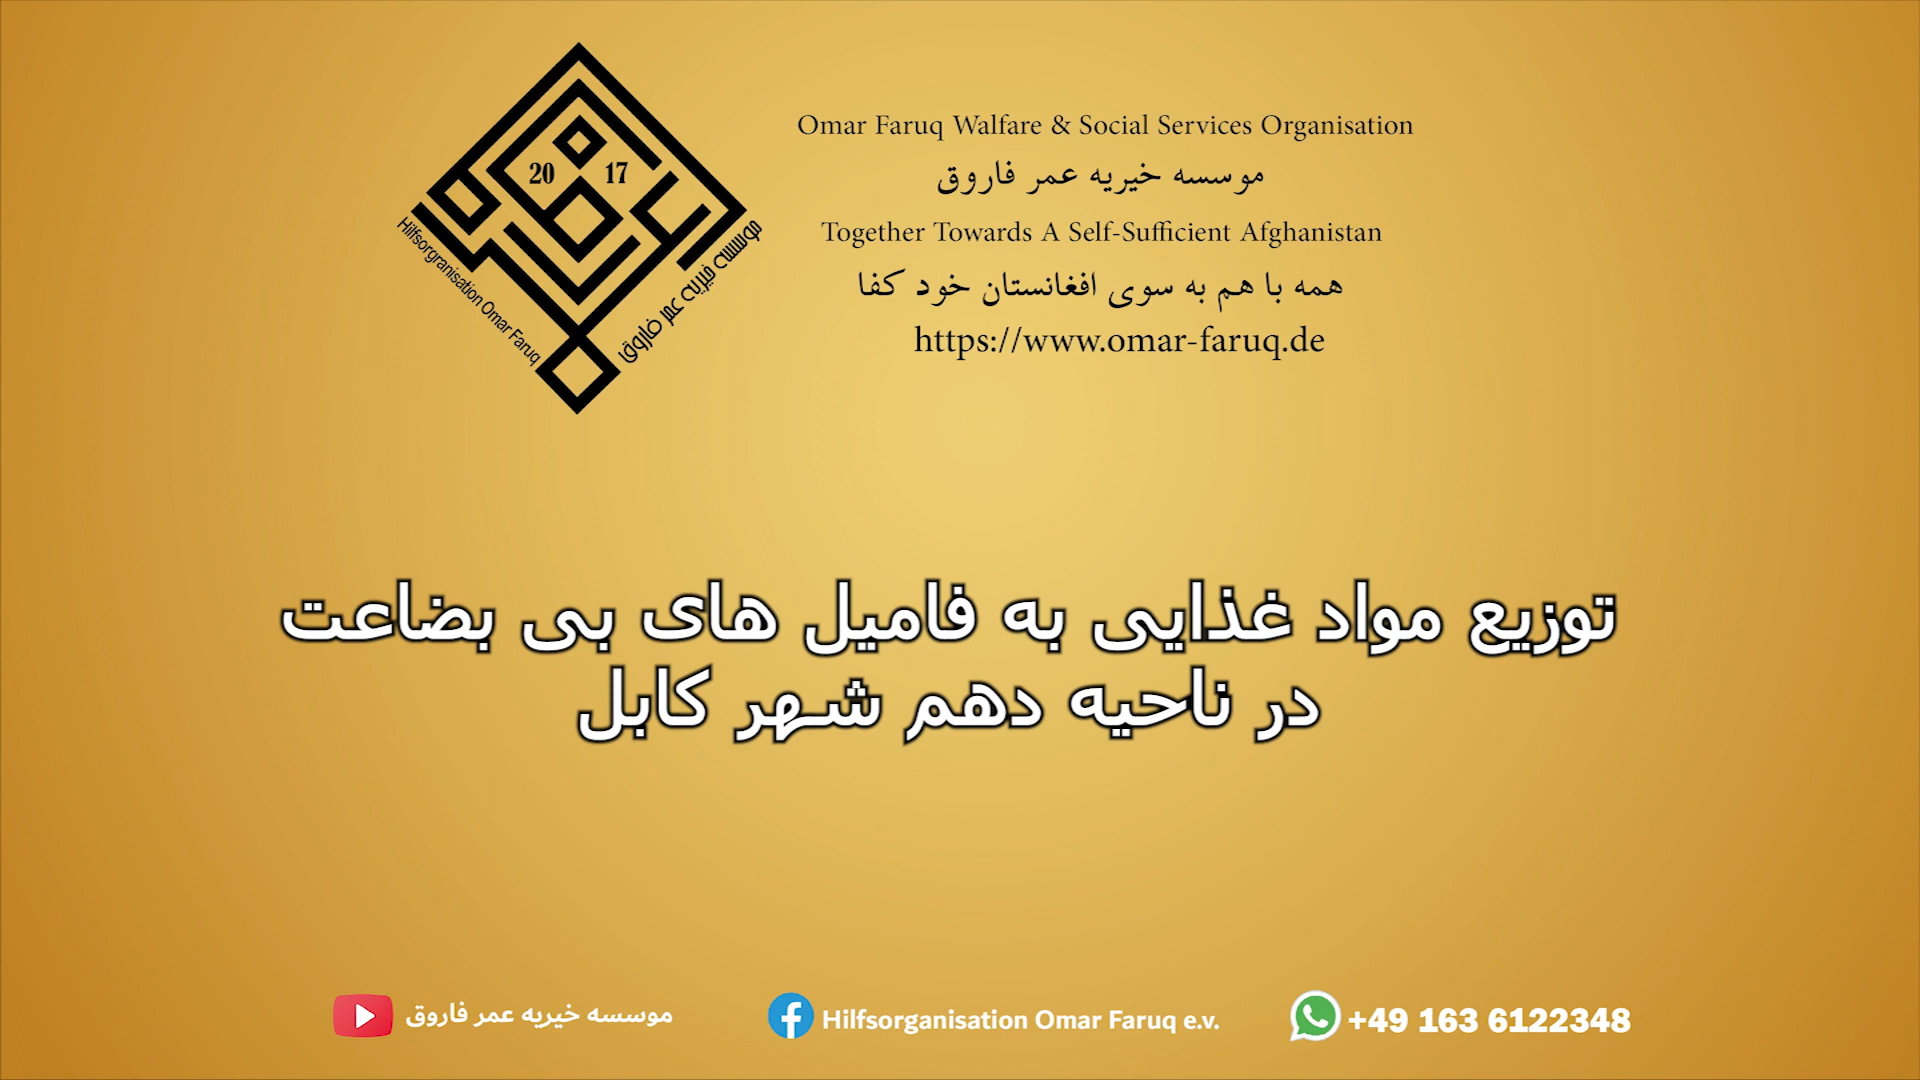 20 17
Hilfsorgranisation Omar Faruq
موسسه خیریه عمر فاروق
Omar Faruq Walfare & Social Services Organisation
موسسه خیریه عمر فاروق
Together Towards A Self-Sufficient Afghanistan
همه با هم به سوی افغانستان خود کفا
https://www.omar-faruq.de
توزیع مواد غذایی به فامیل های بی بضاعت
در ناحیه دهم شهر کابل
موسسه خیریه عمر فاروق
Hilfsorganisation Omar Faruq e.v.
+49 163 6122348